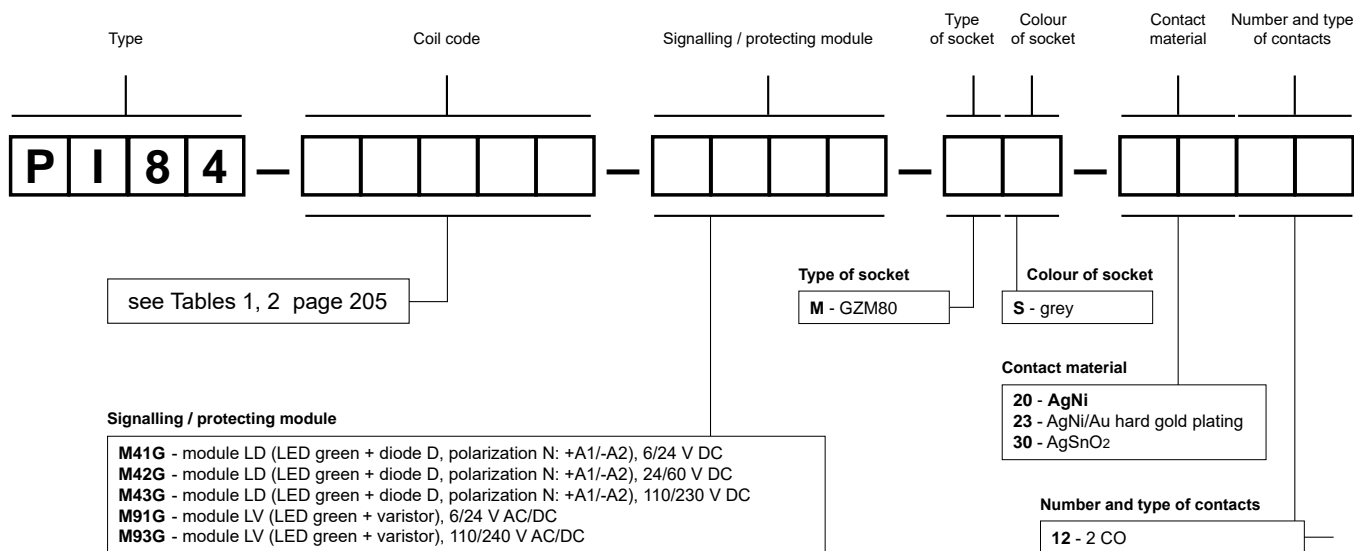 Type
Coil code
Signalling / protecting module
Type
of socket
Colour
of socket
Contact
material
Number and type
of contacts
P I 8 4 – – – –
see Tables 1, 2 page 205
Type of socket
M - GZM80
Colour of socket
S - grey
Contact material
20 - AgNi
23 - AgNi/Au hard gold plating
30 - AgSnO2
Signalling / protecting module
M41G - module LD (LED green + diode D, polarization N: +A1/-A2), 6/24 V DC
M42G - module LD (LED green + diode D, polarization N: +A1/-A2), 24/60 V DC
M43G - module LD (LED green + diode D, polarization N: +A1/-A2), 110/230 V DC
M91G - module LV (LED green + varistor), 6/24 V AC/DC
M93G - module LV (LED green + varistor), 110/240 V AC/DC
Number and type of contacts
12 - 2 CO